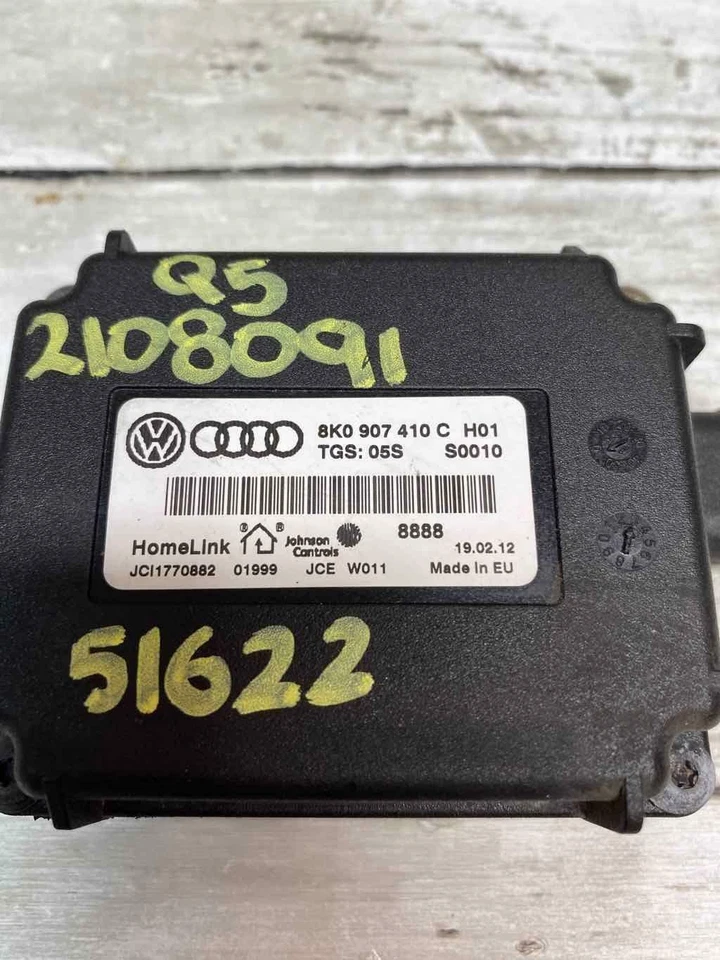 Q5
2108091
8K0 907 410 C H01
TGS: 05S S0010
HomeLink ® ® Johnson Controls 8888 19.02.12
JCI1770882 01999 JCE W011 Made in EU
51622